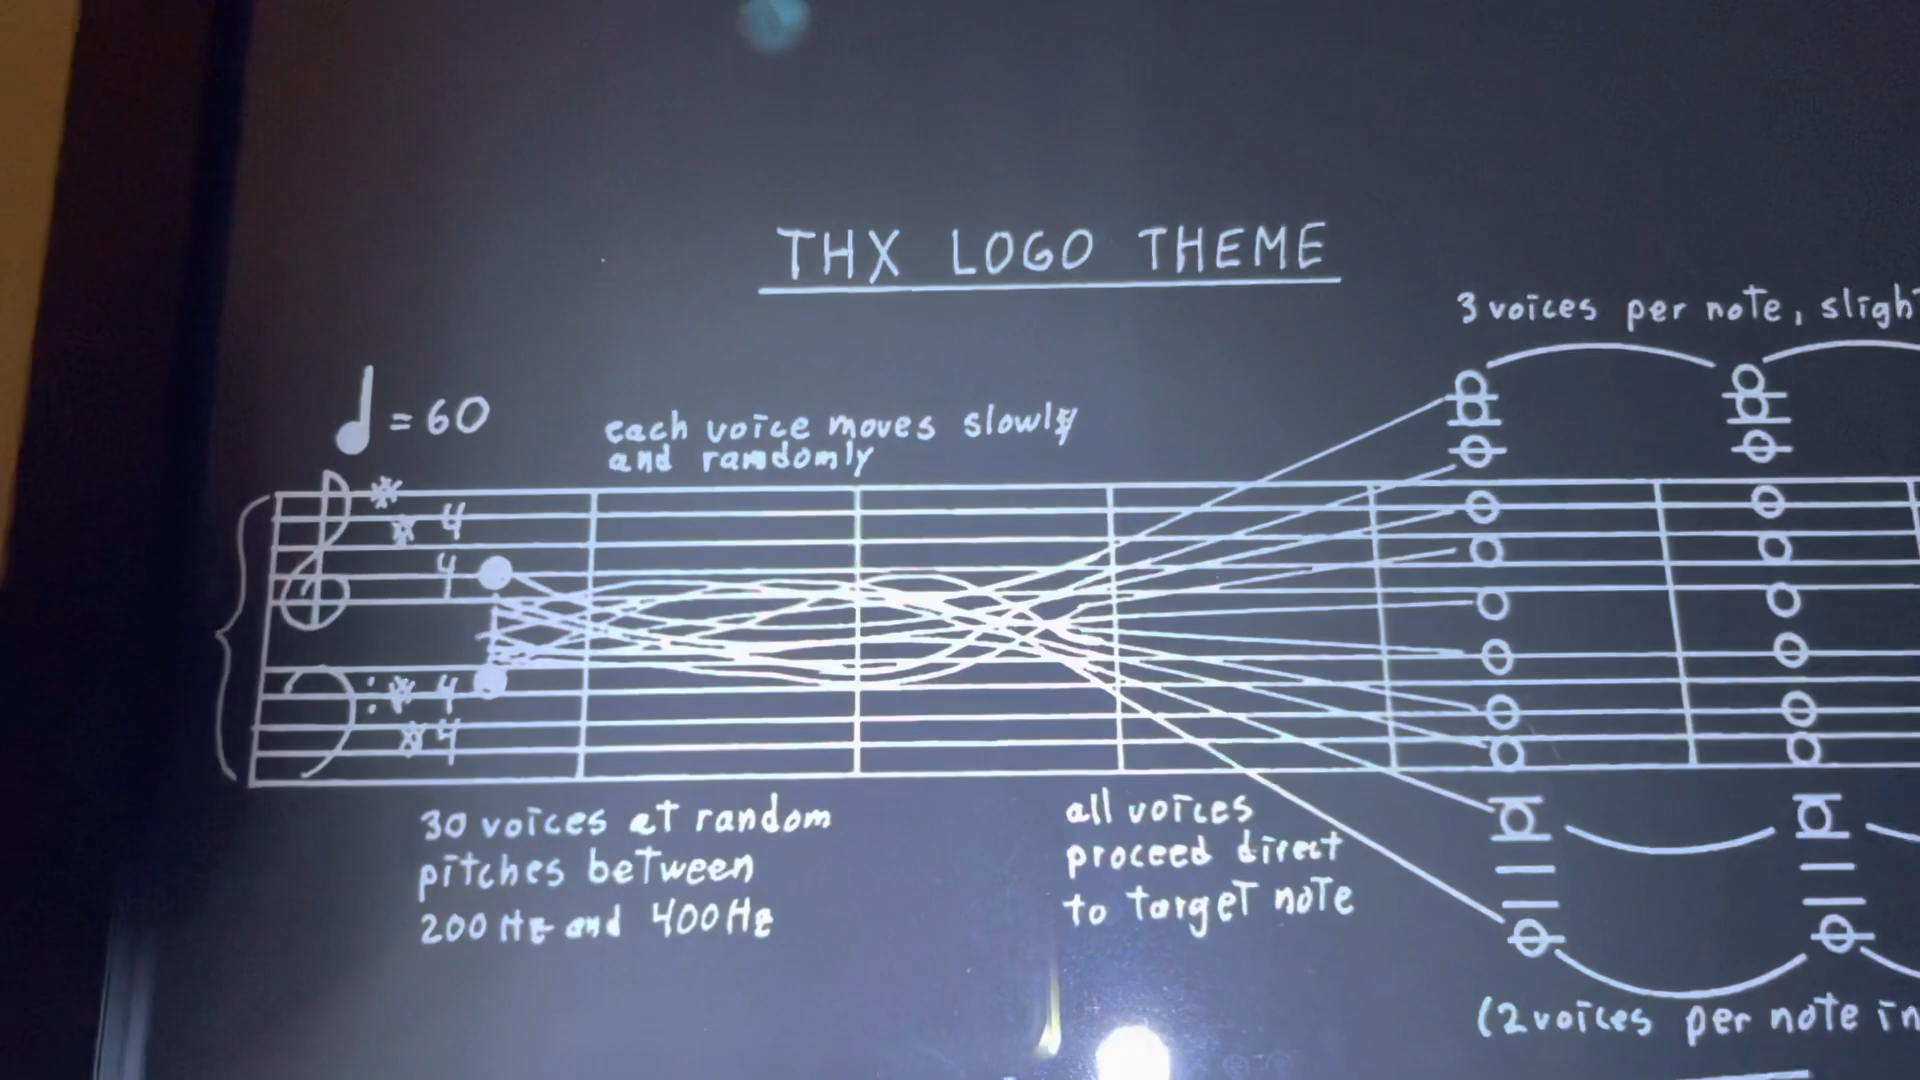 THX LOGO THEME
3 voices per note,
= 60
each voice moves slowly
and randomly
4
4
4
4
30 voices at random
pitches between
200 Hz and 400 Hz
all voices
proceed direct
to target note
(2 voices per note in